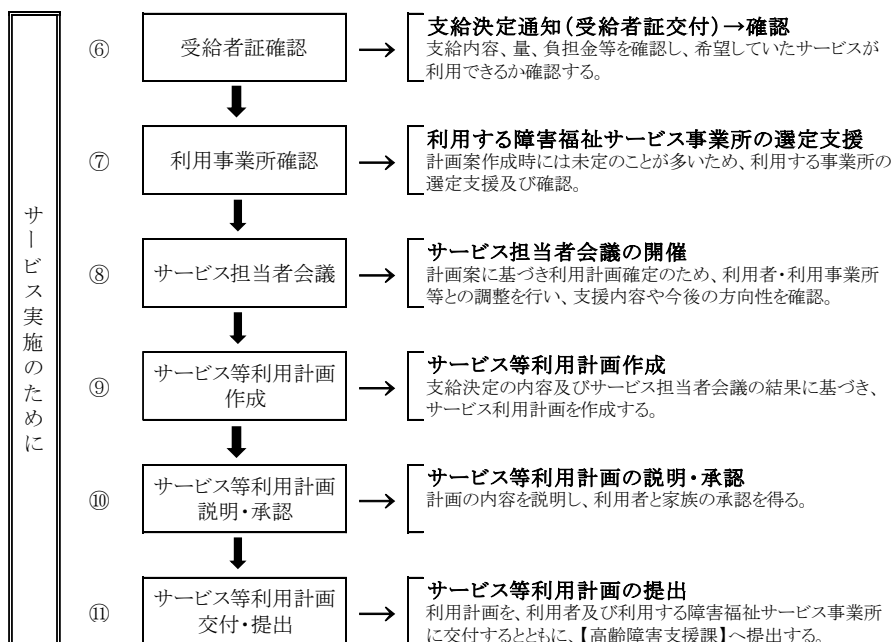 サービス実施のために
⑥
受給者証確認
→
支給決定通知(受給者証交付)→確認
支給内容、量、負担金等を確認し、希望していたサービスが
利用できるか確認する。
⑦
利用事業所確認
→
利用する障害福祉サービス事業所の選定支援
計画案作成時には未定のことが多いため、利用する事業所の
選定支援及び確認。
⑧
サービス担当者会議
→
サービス担当者会議の開催
計画案に基づき利用計画確定のため、利用者・利用事業所
等との調整を行い、支援内容や今後の方向性を確認。
⑨
サービス等利用計画
作成
→
サービス等利用計画作成
支給決定の内容及びサービス担当者会議の結果に基づき、
サービス利用計画を作成する。
⑩
サービス等利用計画
説明・承認
→
サービス等利用計画の説明・承認
計画の内容を説明し、利用者と家族の承認を得る。
⑪
サービス等利用計画
交付・提出
→
サービス等利用計画の提出
利用計画を、利用者及び利用する障害福祉サービス事業所
に交付するとともに、【高齢障害支援課】へ提出する。